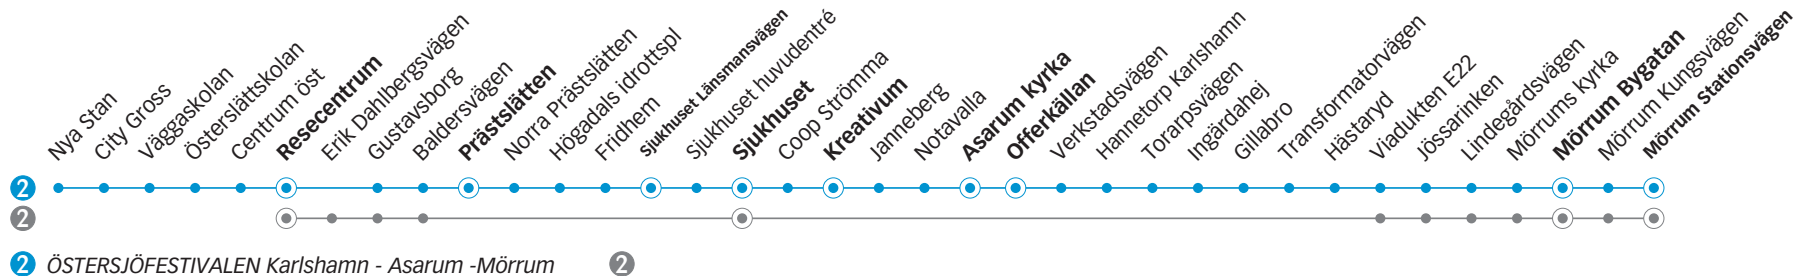 Nya Stan
City Gross
Väggaskolan
Österslättskolan
Centrum öst
Resecentrum
Erik Dahlbergsvägen
Gustavsborg
Baldersvägen
Prästslätten
Norra Prästslätten
Högadals idrottspl
Fridhem
Sjukhuset Länsmansvägen
Sjukhuset huvudentré
Sjukhuset
Coop Strömma
Kreativum
Janneberg
Notavalla
Asarum kyrka
Offerkällan
Verkstadsvägen
Hannetorp Karlshamn
Torarpsvägen
Ingärdahej
Gillabro
Transformatorvägen
Hästaryd
Viadukten E22
Jössarinken
Lindegårdsvägen
Mörrums kyrka
Mörrum Bygatan
Mörrum Kungsvägen
Mörrum Stationsvägen
2
2
2 ÖSTERSJÖFESTIVALEN Karlshamn - Asarum -Mörrum 2